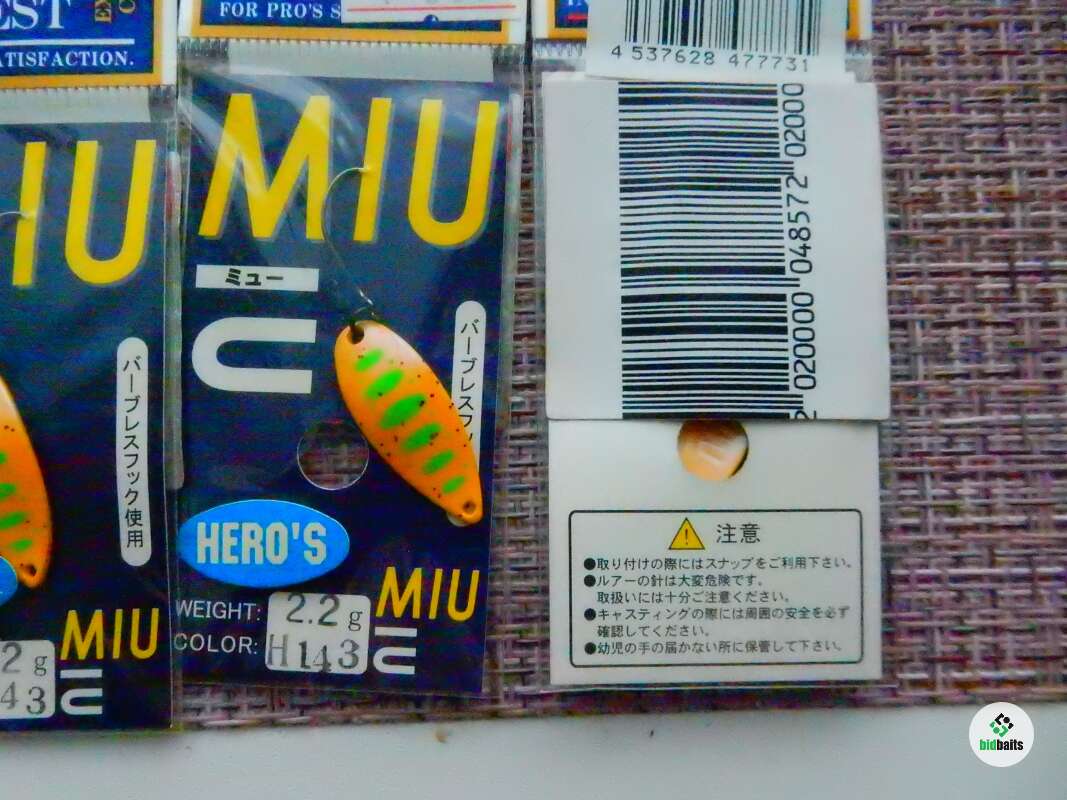 EST
ATISFACTION.
IU
バーブレスフック使用
MIU
2 g
43
FOR PRO'S S
MIU
ミュー
バーブレスフッ
HERO'S
WEIGHT: 2.2g
COLOR: H143
MIU
4 537628 477731
020000 048572 02000
注意
●取り付けの際にはスナップをご利用下さい。
●ルアーの針は大変危険です。
取扱いには十分ご注意ください。
●キャスティングの際には周囲の安全を必ず
確認してください。
●幼児の手の届かない所に保管して下さい。
bidbaits